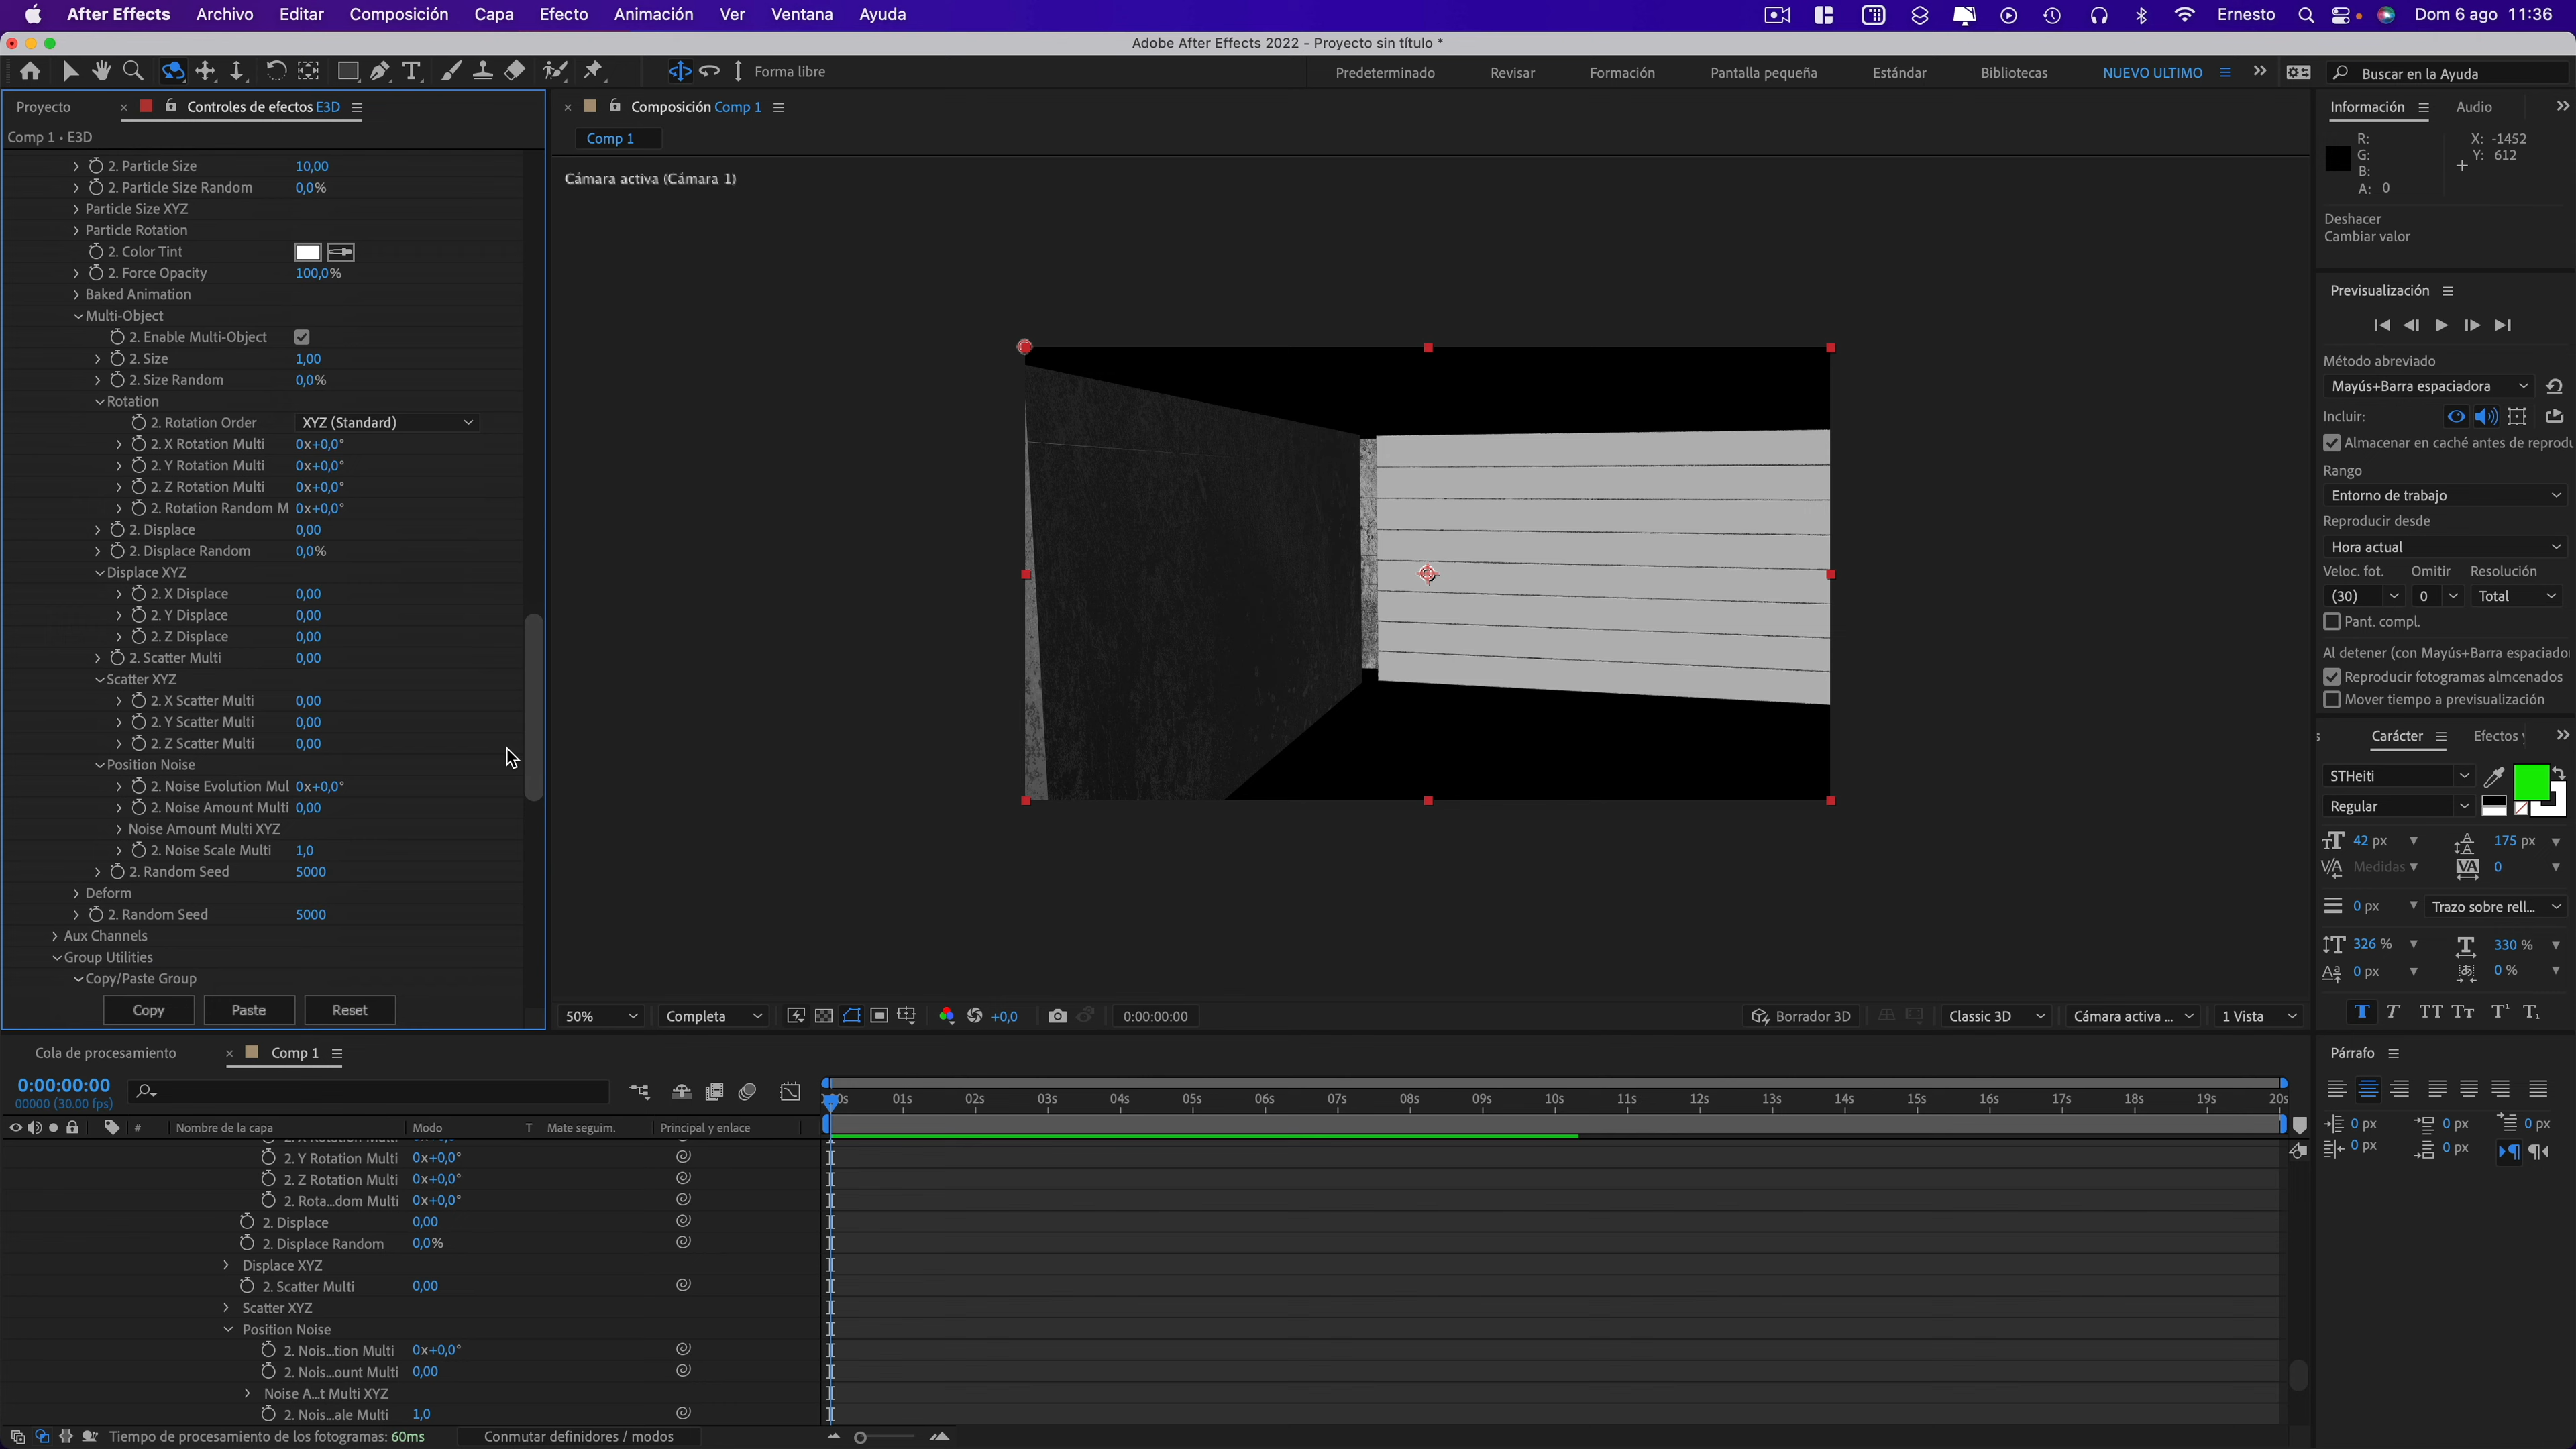 After Effects Archivo Editar Composición Capa Efecto Animación Ver Ventana Ayuda Ernesto Dom 6 ago 11:36
Adobe After Effects 2022 - Proyecto sin título *
Forma libre Predeterminado Revisar Formación Pantalla pequeña Estándar Bibliotecas NUEVO ULTIMO Buscar en la Ayuda
Proyecto × Controles de efectos E3D
Comp 1 • E3D
2. Particle Size 10,00
2. Particle Size Random 0,0%
Particle Size XYZ
Particle Rotation
2. Color Tint
2. Force Opacity 100,0%
Baked Animation
Multi-Object
2. Enable Multi-Object
2. Size 1,00
2. Size Random 0,0%
Rotation
2. Rotation Order XYZ (Standard)
2. X Rotation Multi 0x+0,0°
2. Y Rotation Multi 0x+0,0°
2. Z Rotation Multi 0x+0,0°
2. Rotation Random M 0x+0,0°
2. Displace 0,00
2. Displace Random 0,0%
Displace XYZ
2. X Displace 0,00
2. Y Displace 0,00
2. Z Displace 0,00
2. Scatter Multi 0,00
Scatter XYZ
2. X Scatter Multi 0,00
2. Y Scatter Multi 0,00
2. Z Scatter Multi 0,00
Position Noise
2. Noise Evolution Mul 0x+0,0°
2. Noise Amount Multi 0,00
Noise Amount Multi XYZ
2. Noise Scale Multi 1,0
2. Random Seed 5000
Deform
2. Random Seed 5000
Aux Channels
Group Utilities
Copy/Paste Group
Copy Paste Reset
× Composición Comp 1
Comp 1
Cámara activa (Cámara 1)
50% Completa +0,0 0:00:00:00 Borrador 3D Classic 3D Cámara activa ... 1 Vista
Información Audio
R: X: -1452
G: Y: 612
B:
A: 0
Deshacer
Cambiar valor
Previsualización
Método abreviado
Mayús+Barra espaciadora
Incluir:
Almacenar en caché antes de reprodu
Rango
Entorno de trabajo
Reproducir desde
Hora actual
Veloc. fot. Omitir Resolución
(30) 0 Total
Pant. compl.
Al detener (con Mayús+Barra espaciado
Reproducir fotogramas almcenados
Mover tiempo a previsualización
Carácter Efectos y
STHeiti
Regular
42 px 175 px
Medidas 0
0 px Trazo sobre rell...
326 % 330 %
0 px 0 %
T T TT Tt T¹ T₁
Párrafo
0 px 0 px 0 px
0 px 0 px
Cola de procesamiento × Comp 1
0:00:00:00
00000 (30.00 fps)
01s 02s 03s 04s 05s 06s 07s 08s 09s 10s 11s 12s 13s 14s 15s 16s 17s 18s 19s 20s
# Nombre de la capa Modo T Mate seguim. Principal y enlace
2. X Rotation Multi 0x+0,0°
2. Y Rotation Multi 0x+0,0°
2. Z Rotation Multi 0x+0,0°
2. Rota...dom Multi 0x+0,0°
2. Displace 0,00
2. Displace Random 0,0%
Displace XYZ
2. Scatter Multi 0,00
Scatter XYZ
Position Noise
2. Nois...tion Multi 0x+0,0°
2. Nois...ount Multi 0,00
Noise A...t Multi XYZ
2. Nois...ale Multi 1,0
Tiempo de procesamiento de los fotogramas: 60ms Conmutar definidores / modos